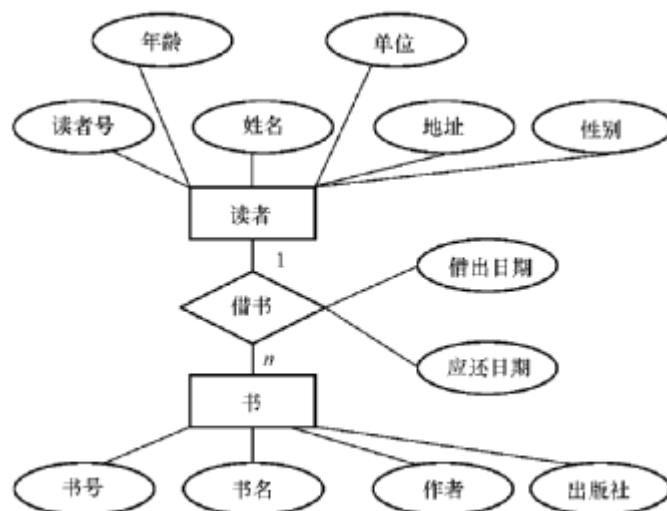 年龄
单位
读者号
姓名
地址
性别
读者
1
借出日期
借书
应还日期
n
书
书号
书名
作者
出版社